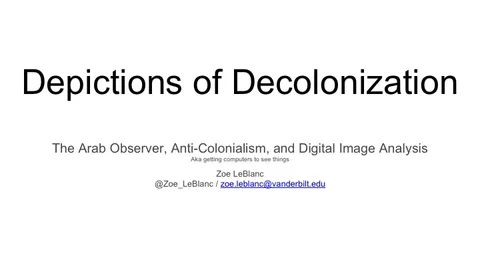 Depictions of Decolonization
The Arab Observer, Anti-Colonialism, and Digital Image Analysis
Aka getting computers to see things
Zoe LeBlanc
@Zoe_LeBlanc / zoe.leblanc@vanderbilt.edu